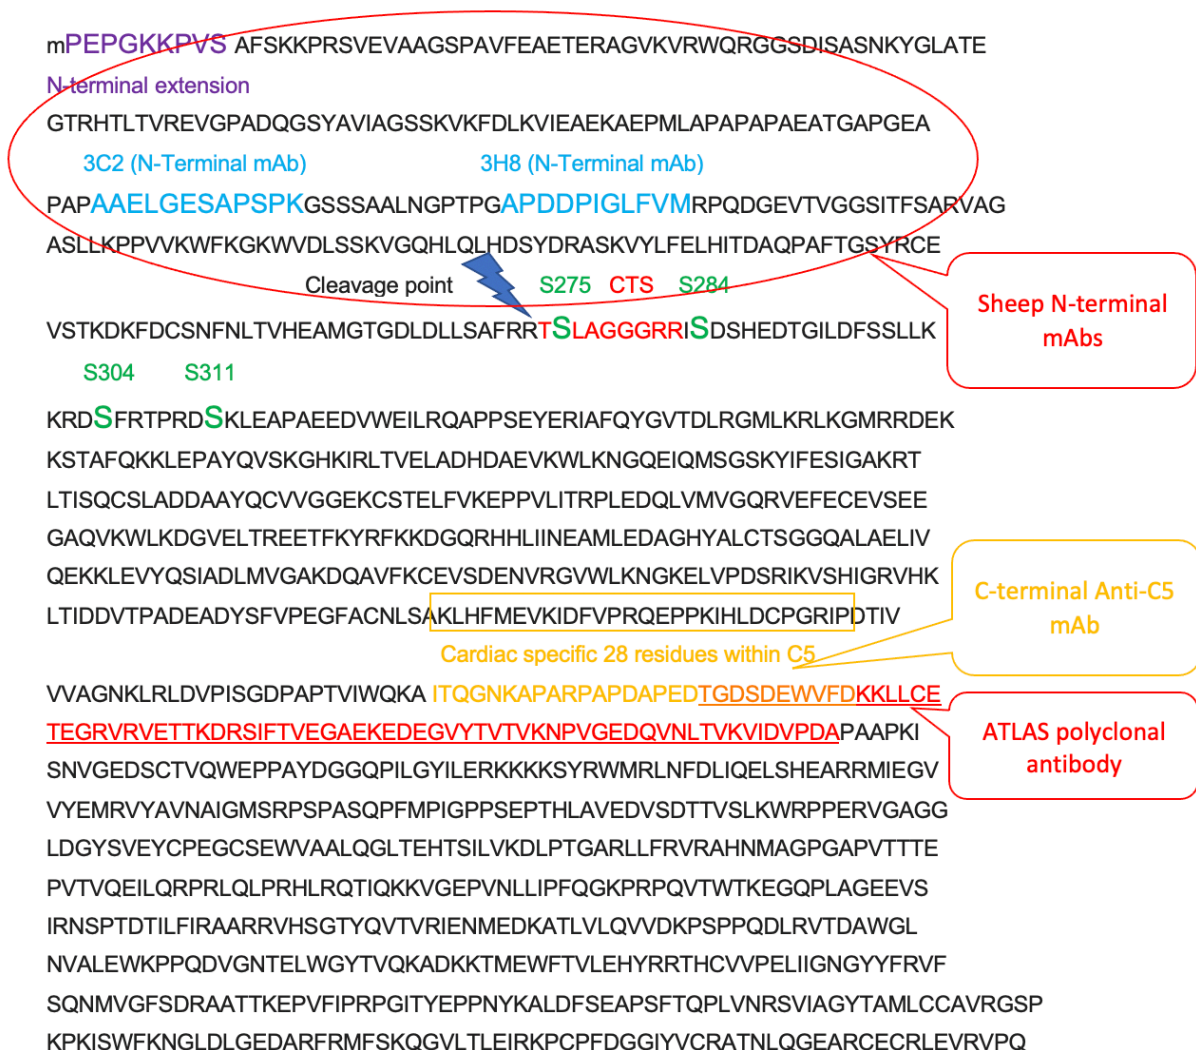 mPEPGKKPVS AFSKKPRSVEVAAGSPAVFEAETERAGVKVRWQRGGSDISASNKYGLATE
N-terminal extension
GTRHTLTVREVGPADQGSYAVIAGSSKVKFDLKVIEAEKAEPMLAPAPAPAEATGAPGEA
3C2 (N-Terminal mAb) 3H8 (N-Terminal mAb)
PAPAAELGESAPSPKGSSSAALNGPTPGAPDDPIGLFVMRPQDGEVTVGGSITFSARVAG
ASLLKPPVVKWFKGKWVDLSSKVGQHLQLHDSYDRASKVYLFELHITDAQPAFTGSYRCE
Cleavage point S275 CTS S284
Sheep N-terminal
mAbs
VSTKDKFDCSNFNLTVHEAMGTGDLDLLSAFRRTSLAGGGRRISDSHEDTGILDFSSLLK
S304 S311
KRDSFRTPRDSKLEAPAEEDVWEILRQAPPSEYERIAFQYGVTDLRGMLKRLKGMRRDEK
KSTAFQKKLEPAYQVSKGHKIRLTVELADHDAEVKWLKNGQEIQMSGSKYIFESIGAKRT
LTISQCSLADDAAYQCVVGGEKCSTELFVKEPPVLITRPLEDQLVMVGQRVEFECEVSEE
GAQVKWLKDGVELTREETFKYRFKKDGQRHHLIINEAMLEDAGHYALCTSGGQALAELIV
QEKKLEVYQSIADLMVGAKDQAVFKCEVSDENVRGVWLKNGKELVPDSRIKVSHIGRVHK
C-terminal Anti-C5
mAb
LTIDDVTPADEADYSFVPEGFACNLSAKLHFMEVKIDFVPRQEPPKIHLDCPGRIPDTIV
Cardiac specific 28 residues within C5
VVAGNKLRLDVPISGDPAPTVIWQKA ITQGNKAPARPAPDAPEDTGDSDEWVFDKKLLCE
TEGRVRVETTKDRSIFTVEGAEKEDEGVYTVTVKNPVGEDQVNLTVKVIDVPDAPAAPKI
ATLAS polyclonal
antibody
SNVGEDSCTVQWEPPAYDGGQPILGYILERKKKKSYRWMRLNFDLIQELSHEARRMIEGV
VYEMRVYAVNAIGMSRPSPASQPFMPIGPPSEPTHLAVEDVSDTTVSLKWRPPERVGAGG
LDGYSVEYCPEGCSEWVAALQGLTEHTSILVKDLPTGARLLFRVRAHNMAGPGAPVTTTE
PVTVQEILQRPRLQLPRHLRQTIQKKVGEPVNLLIPFQGKPRPQVTWTKEGQPLAGEEVS
IRNSPTDTILFIRAARRVHSGTYQVTVRIENMEDKATLVLQVVDKPSPPQDLRVTDAWGL
NVALEWKPPQDVGNTELWGYTVQKADKKTMEWFTVLEHYRRTHCVVPELIIGNGYYFRVF
SQNMVGFSDRAATTKEPVFIPRPGITYEPPNYKALDFSEAPSFTQPLVNRSVIAGYTAMLCCAVRGSP
KPKISWFKNGLDLGEDARFRMFSKQGVLTLEIRKPCPFDGGIYVCRATNLQGEARCECRLEVRVPQ